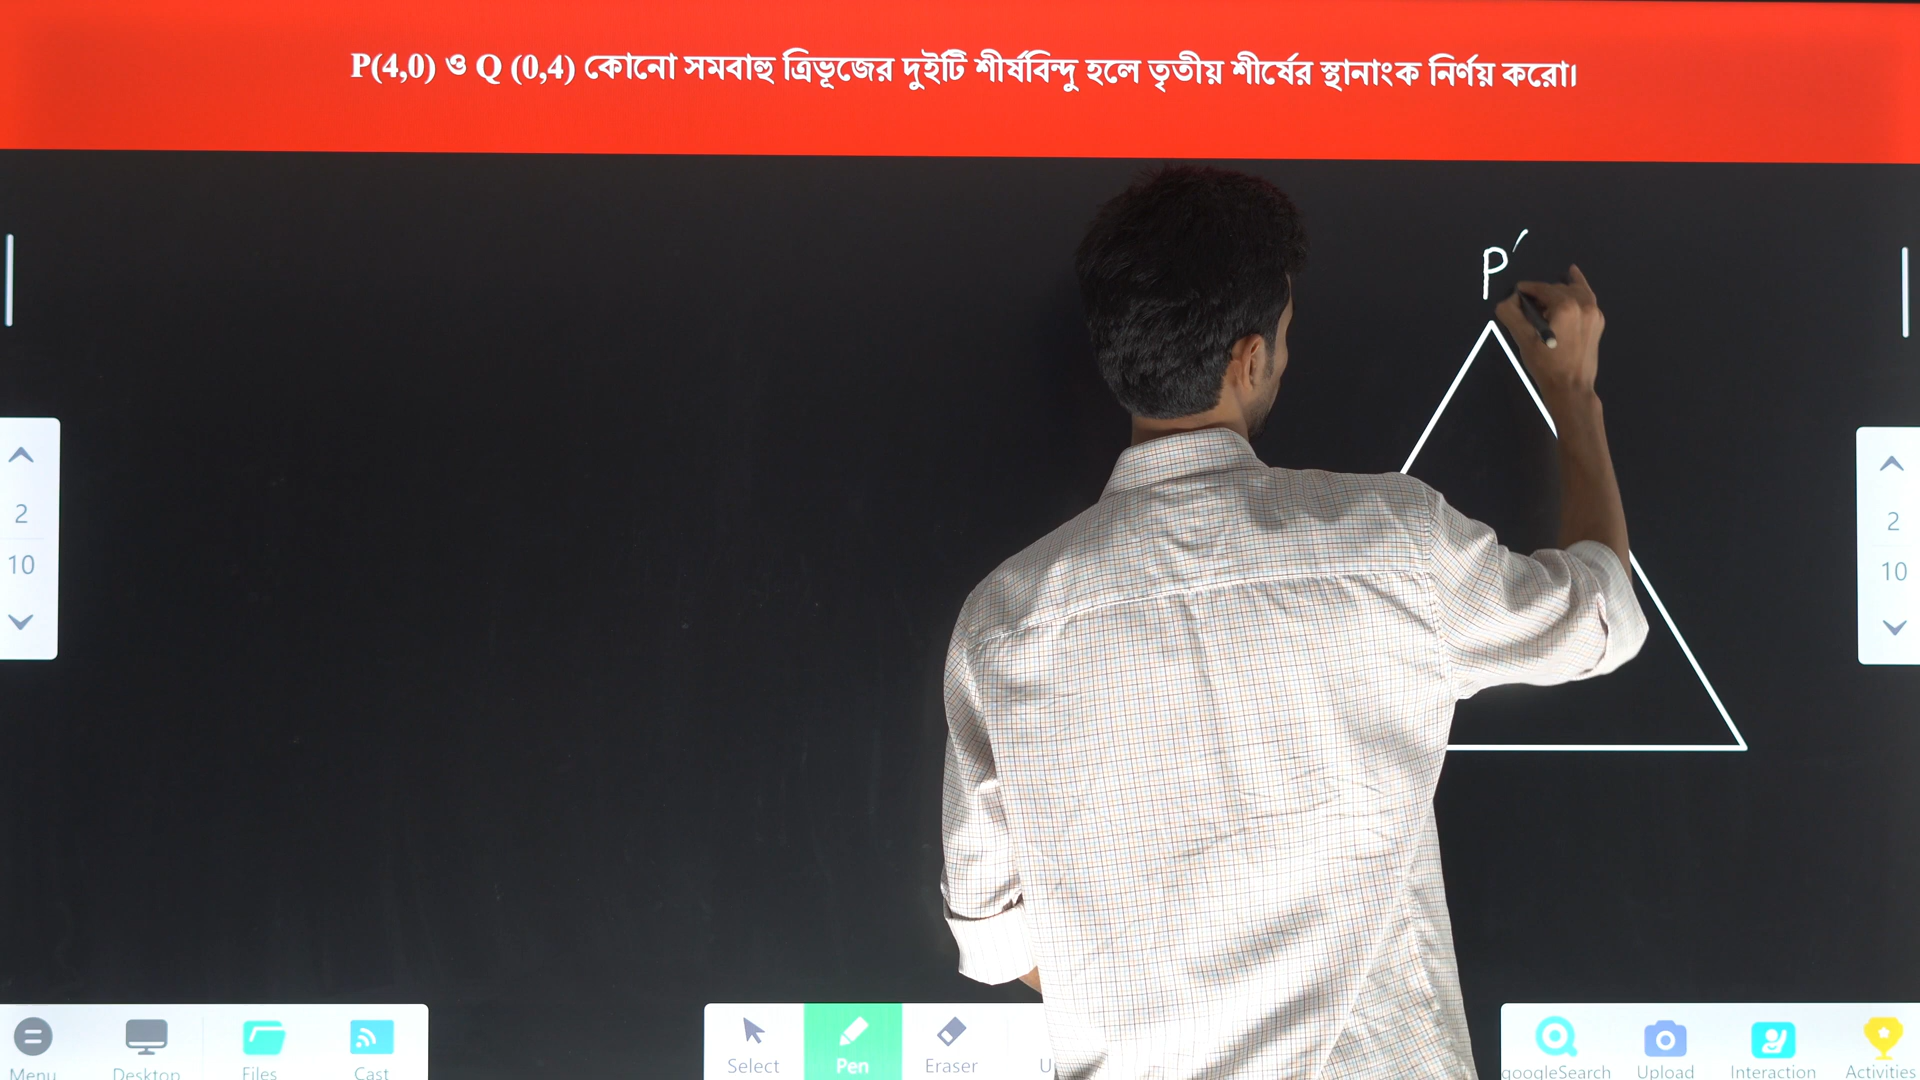 P(4,0) ও Q (0,4) কোনো সমবাহু ত্রিভূজের দুইটি শীর্ষবিন্দু হলে তৃতীয় শীর্ষের স্থানাংক নির্ণয় করো।
P′
2
10
2
10
Menu
Desktop
Files
Cast
Select
Pen
Eraser
googleSearch
Upload
Interaction
Activities